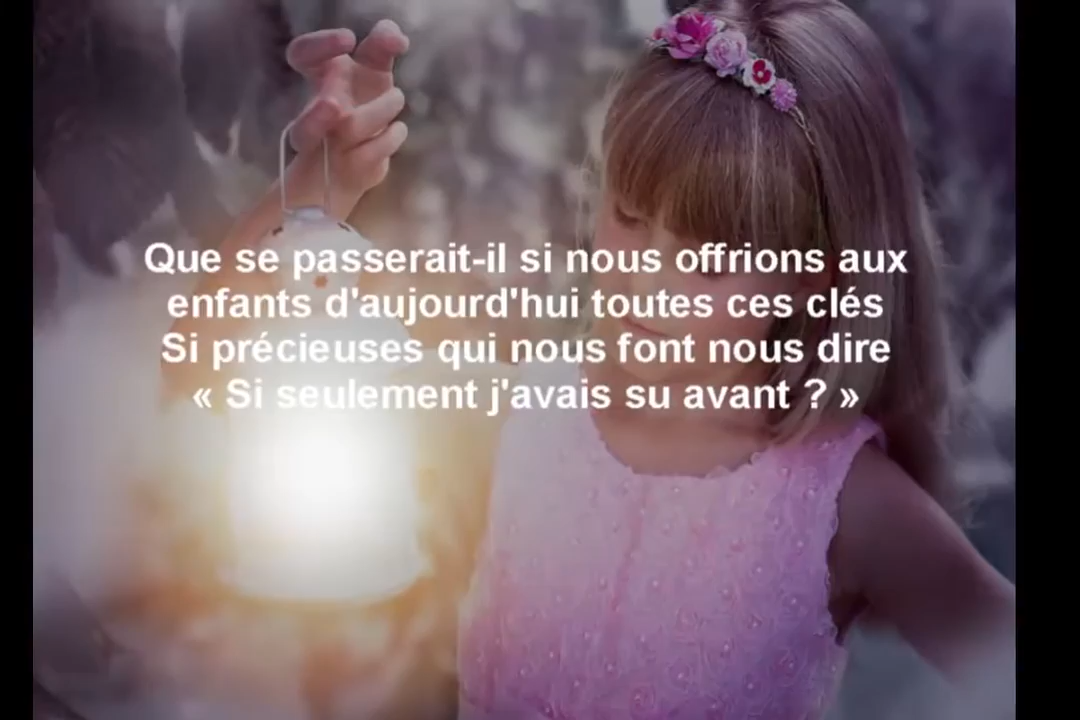 Que se passerait-il si nous offrions aux
enfants d'aujourd'hui toutes ces clés
Si précieuses qui nous font nous dire
« Si seulement j'avais su avant ? »